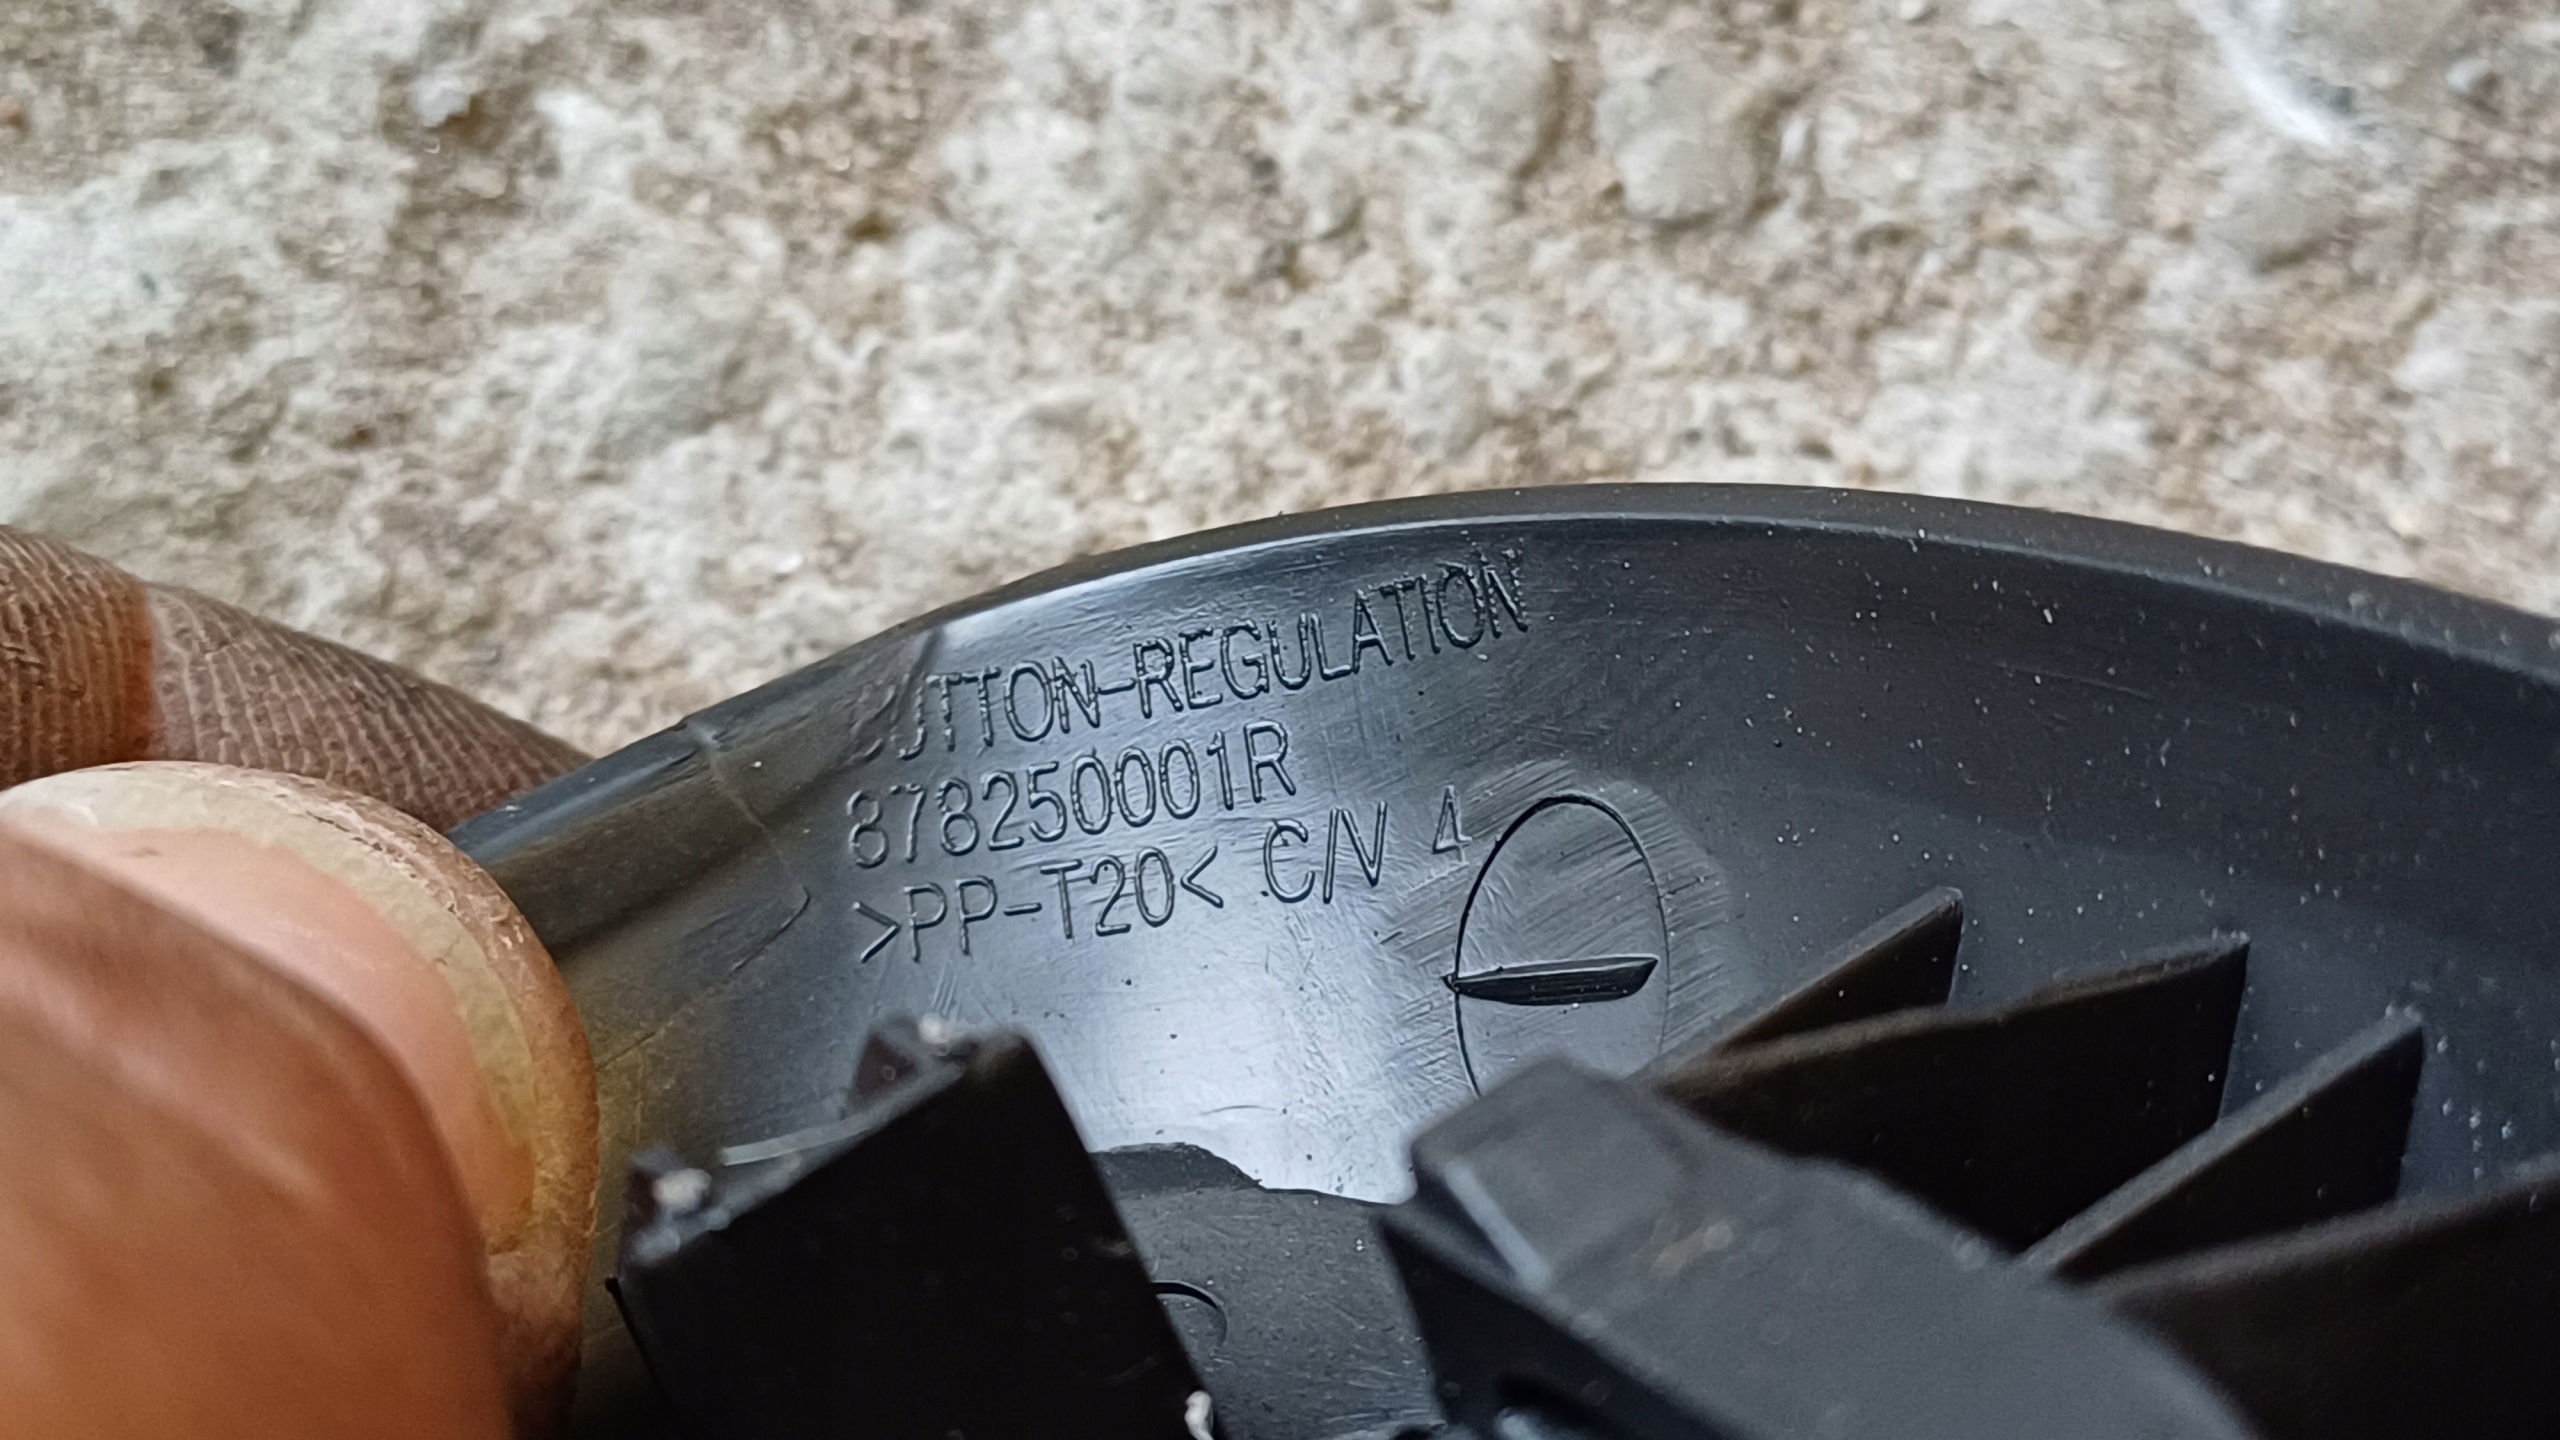 BUTTON-REGULATION
878250001R
>PP-T20< C/V 4